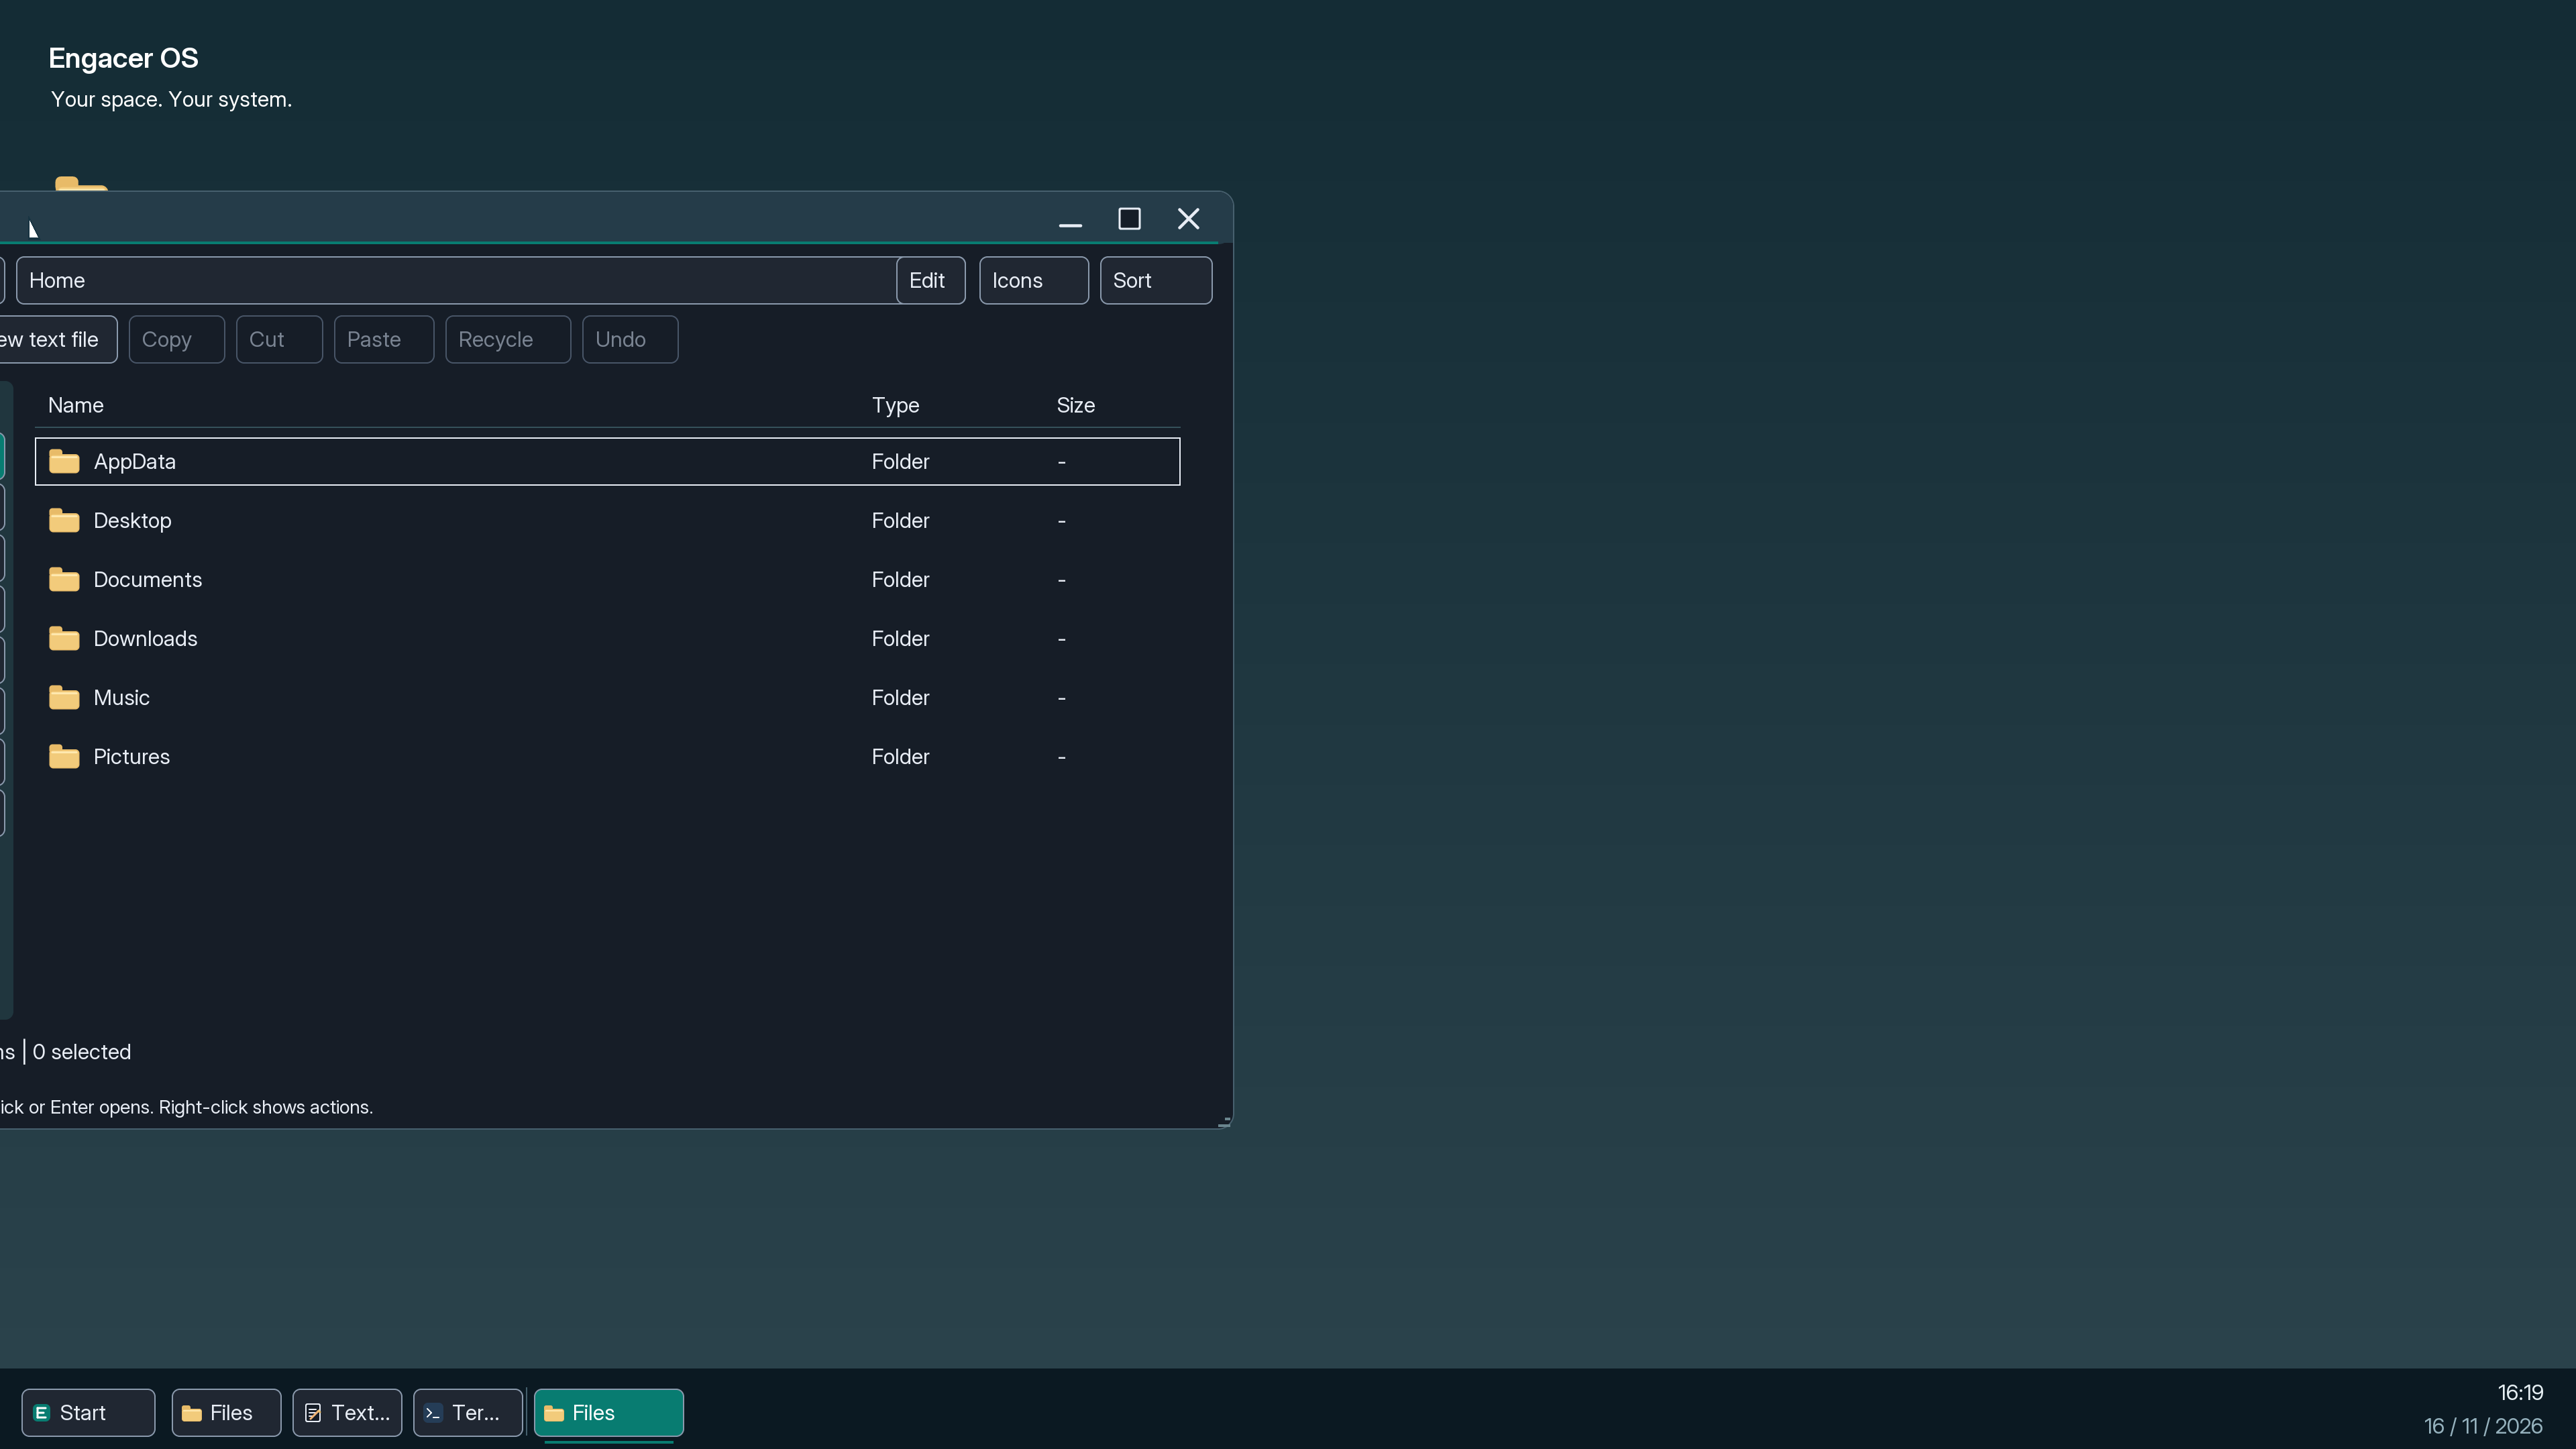 Engacer OS
Your space. Your system.
Home
Edit
Icons
Sort
ew text file
Copy
Cut
Paste
Recycle
Undo
Name Type Size
AppData Folder -
Desktop Folder -
Documents Folder -
Downloads Folder -
Music Folder -
Pictures Folder -
ns | 0 selected
ick or Enter opens. Right-click shows actions.
Start
Files
Text...
Ter...
Files
16:19
16 / 11 / 2026